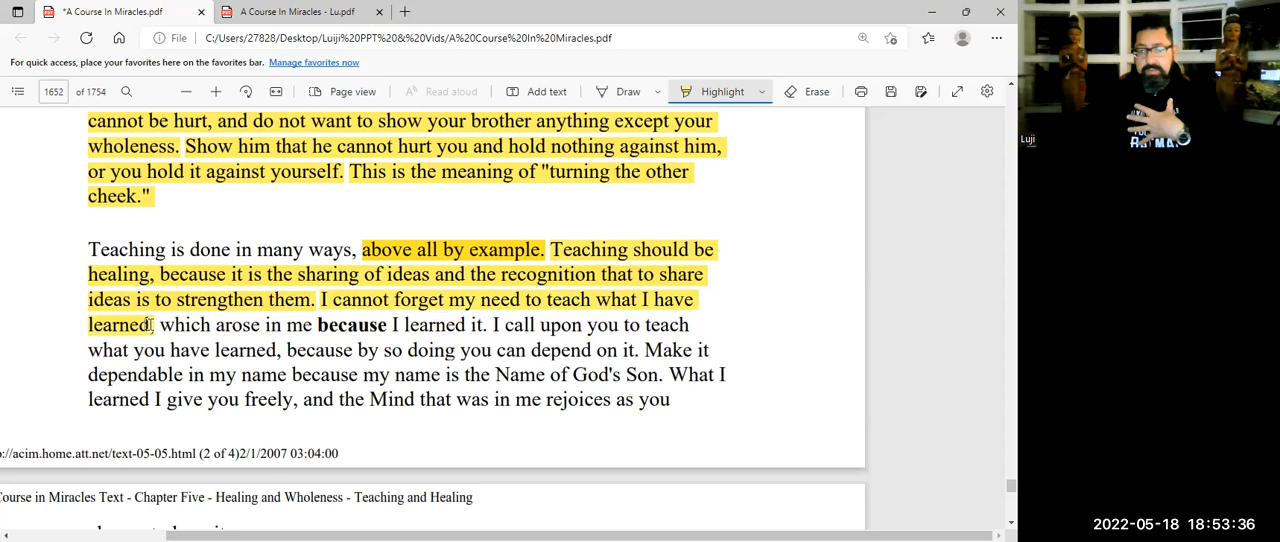 *A Course In Miracles.pdf
A Course In Miracles - Lu.pdf
File
C:/Users/27828/Desktop/Luiji%20PPT%20&%20Vids/A%20Course%20In%20Miracles.pdf
For quick access, place your favorites here on the favorites bar. Manage favorites now
1652 of 1754
Page view
Read aloud
Add text
Draw
Highlight
Erase
cannot be hurt, and do not want to show your brother anything except your
wholeness. Show him that he cannot hurt you and hold nothing against him,
or you hold it against yourself. This is the meaning of "turning the other
cheek."
Teaching is done in many ways, above all by example. Teaching should be
healing, because it is the sharing of ideas and the recognition that to share
ideas is to strengthen them. I cannot forget my need to teach what I have
learned, which arose in me because I learned it. I call upon you to teach
what you have learned, because by so doing you can depend on it. Make it
dependable in my name because my name is the Name of God's Son. What I
learned I give you freely, and the Mind that was in me rejoices as you
://acim.home.att.net/text-05-05.html (2 of 4)2/1/2007 03:04:00
Course in Miracles Text - Chapter Five - Healing and Wholeness - Teaching and Healing
Luji
2022-05-18 18:53:36